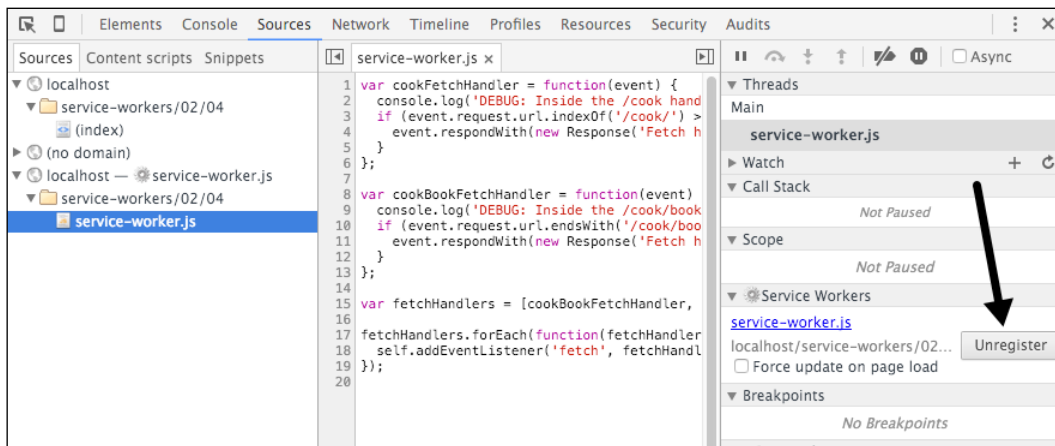 Elements Console Sources Network Timeline Profiles Resources Security Audits
Sources Content scripts Snippets
localhost
service-workers/02/04
(index)
(no domain)
localhost — service-worker.js
service-workers/02/04
service-worker.js
service-worker.js ×
1 var cookFetchHandler = function(event) {
2 console.log('DEBUG: Inside the /cook hand
3 if (event.request.url.indexOf('/cook/') >
4 event.respondWith(new Response('Fetch h
5 }
6 };
7
8 var cookBookFetchHandler = function(event)
9 console.log('DEBUG: Inside the /cook/book
10 if (event.request.url.endsWith('/cook/boo
11 event.respondWith(new Response('Fetch h
12 }
13 };
14
15 var fetchHandlers = [cookBookFetchHandler,
16
17 fetchHandlers.forEach(function(fetchHandler
18 self.addEventListener('fetch', fetchHandl
19 });
20
Async
Threads
Main
service-worker.js
Watch
Call Stack
Not Paused
Scope
Not Paused
Service Workers
service-worker.js
localhost/service-workers/02... Unregister
Force update on page load
Breakpoints
No Breakpoints